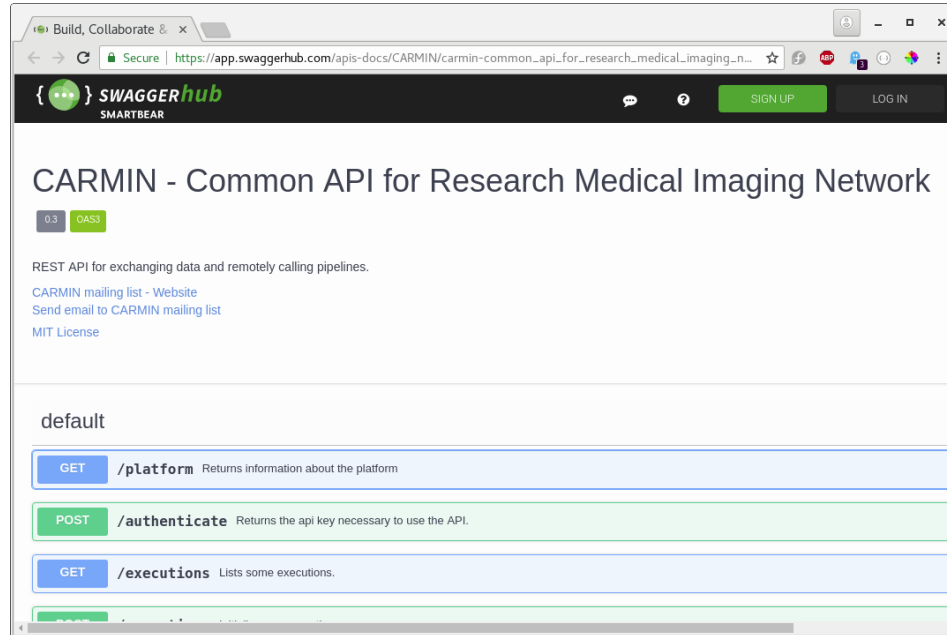 Build, Collaborate &
Secure | https://app.swaggerhub.com/apis-docs/CARMIN/carmin-common_api_for_research_medical_imaging_n...
ABP
3
{ } SWAGGERhub
SMARTBEAR
SIGN UP
LOG IN
CARMIN - Common API for Research Medical Imaging Network
0.3 OAS3
REST API for exchanging data and remotely calling pipelines.
CARMIN mailing list - Website
Send email to CARMIN mailing list
MIT License
default
GET /platform Returns information about the platform
POST /authenticate Returns the api key necessary to use the API.
GET /executions Lists some executions.
POST